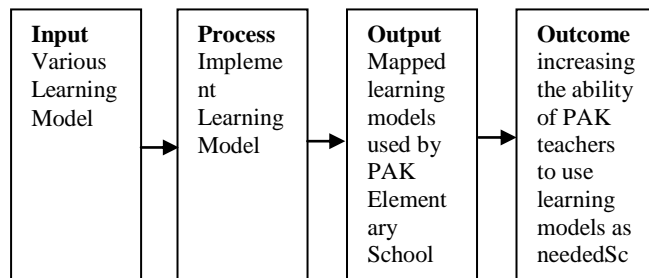 Input
Various
Learning
Model
Process
Impleme
nt
Learning
Model
Output
Mapped
learning
models
used by
PAK
Element
ary
School
Outcome
increasing
the ability
of PAK
teachers
to use
learning
models as
neededSc